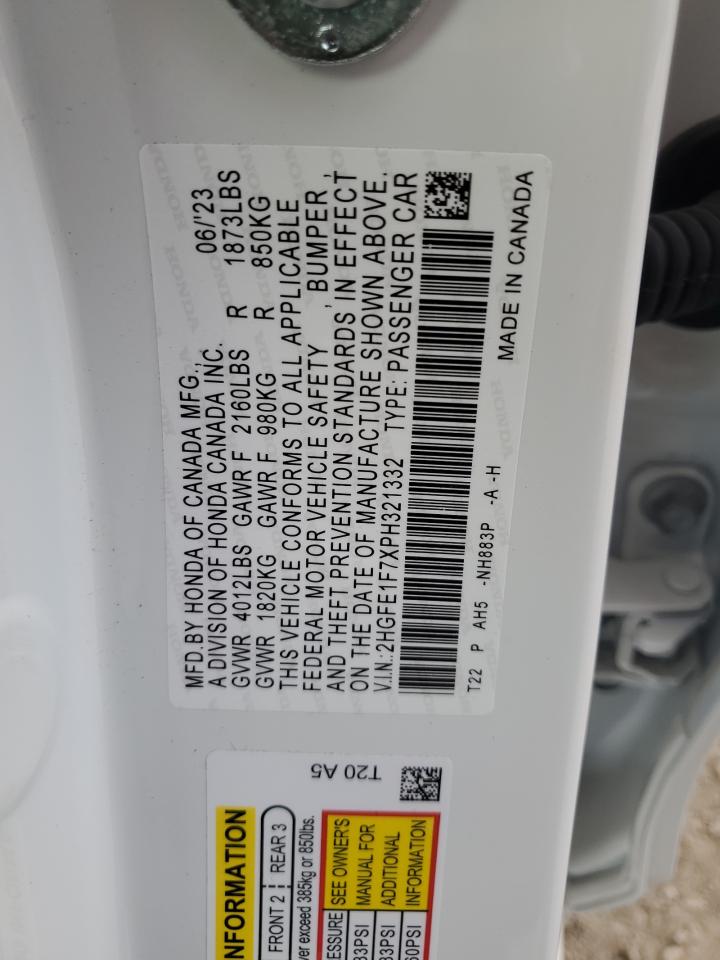 MFD.BY HONDA OF CANADA MFG.,
A DIVISION OF HONDA CANADA INC. 06/'23
GVWR 4012LBS GAWR F 2160LBS R 1873LBS
GVWR 1820KG GAWR F 980KG R 850KG
THIS VEHICLE CONFORMS TO ALL APPLICABLE
FEDERAL MOTOR VEHICLE SAFETY , BUMPER ,
AND THEFT PREVENTION STANDARDS IN EFFECT
ON THE DATE OF MANUFACTURE SHOWN ABOVE.
V.I.N.:2HGFE1F7XPH321332 TYPE: PASSENGER CAR
T22 P AH5 -NH883P -A -H
MADE IN CANADA
T20 A5
NFORMATION
FRONT 2 REAR 3
ver exceed 385kg or 850lbs.
ESSURE SEE OWNER'S
33PSI MANUAL FOR
33PSI ADDITIONAL
60PSI INFORMATION